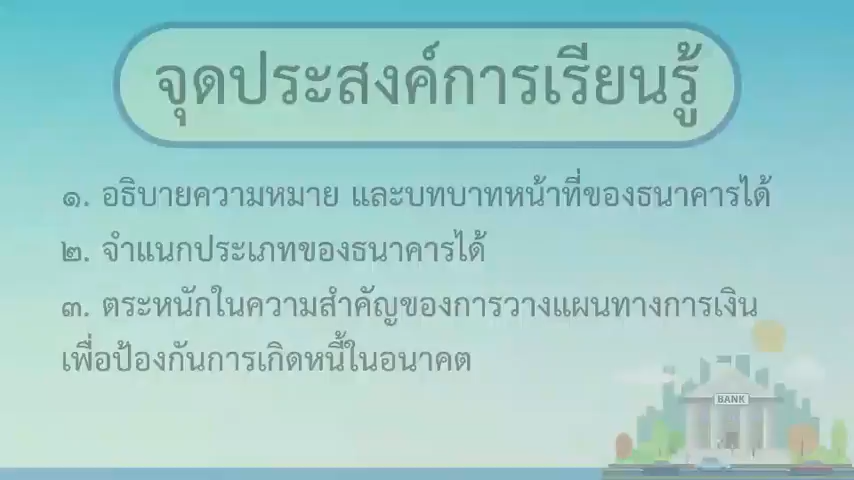 จุดประสงค์การเรียนรู้
๑. อธิบายความหมาย และบทบาทหน้าที่ของธนาคารได้
๒. จำแนกประเภทของธนาคารได้
๓. ตระหนักในความสำคัญของการวางแผนทางการเงิน
เพื่อป้องกันการเกิดหนี้ในอนาคต
BANK